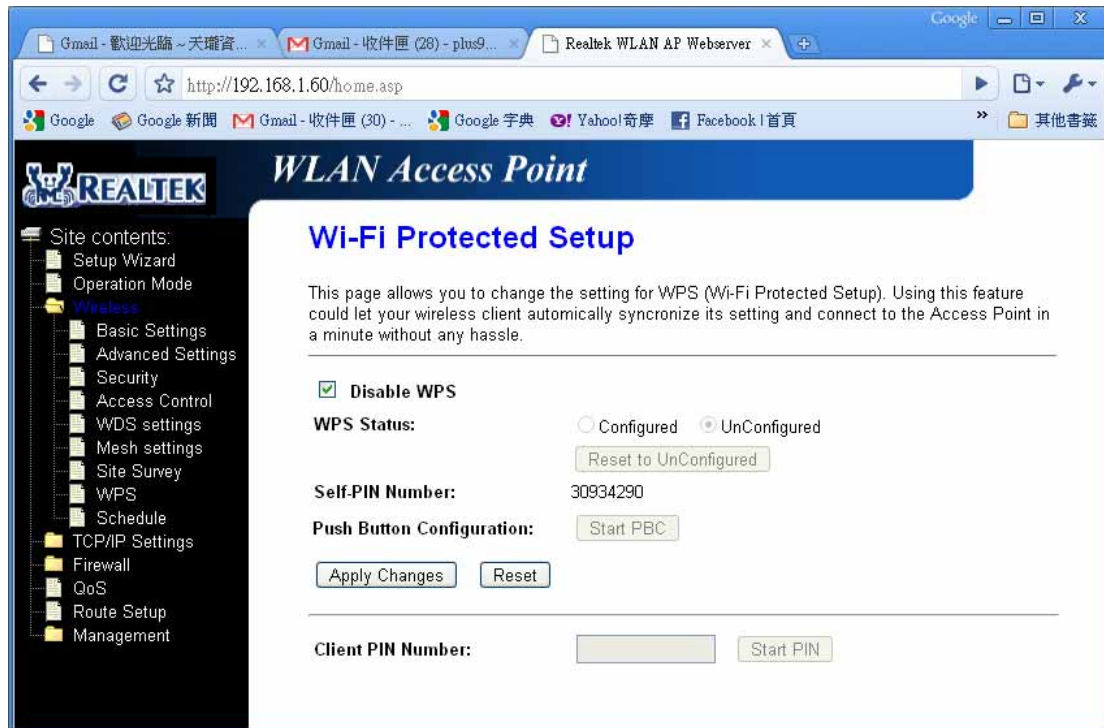 Google
Gmail - 歡迎光臨 ~ 天瓏資...
Gmail - 收件匣 (28) - plus9...
Realtek WLAN AP Webserver
http://192.168.1.60/home.asp
Google
Google 新聞
Gmail - 收件匣 (30) - ...
Google 字典
Yahoo!奇摩
Facebook | 首頁
»
其他書籤
REALTEK
WLAN Access Point
Site contents:
Setup Wizard
Operation Mode
Wireless
Basic Settings
Advanced Settings
Security
Access Control
WDS settings
Mesh settings
Site Survey
WPS
Schedule
TCP/IP Settings
Firewall
QoS
Route Setup
Management
Wi-Fi Protected Setup
This page allows you to change the setting for WPS (Wi-Fi Protected Setup). Using this feature
could let your wireless client automically syncronize its setting and connect to the Access Point in
a minute without any hassle.
Disable WPS
WPS Status: Configured UnConfigured
Reset to UnConfigured
Self-PIN Number: 30934290
Push Button Configuration: Start PBC
Apply Changes Reset
Client PIN Number: Start PIN